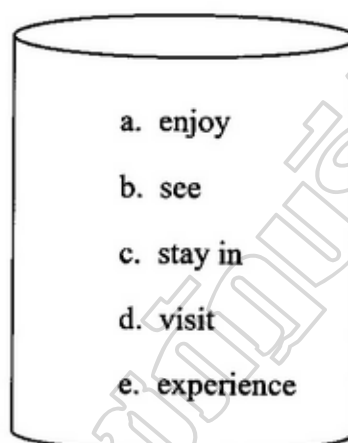 a. enjoy
b. see
c. stay in
d. visit
e. experience